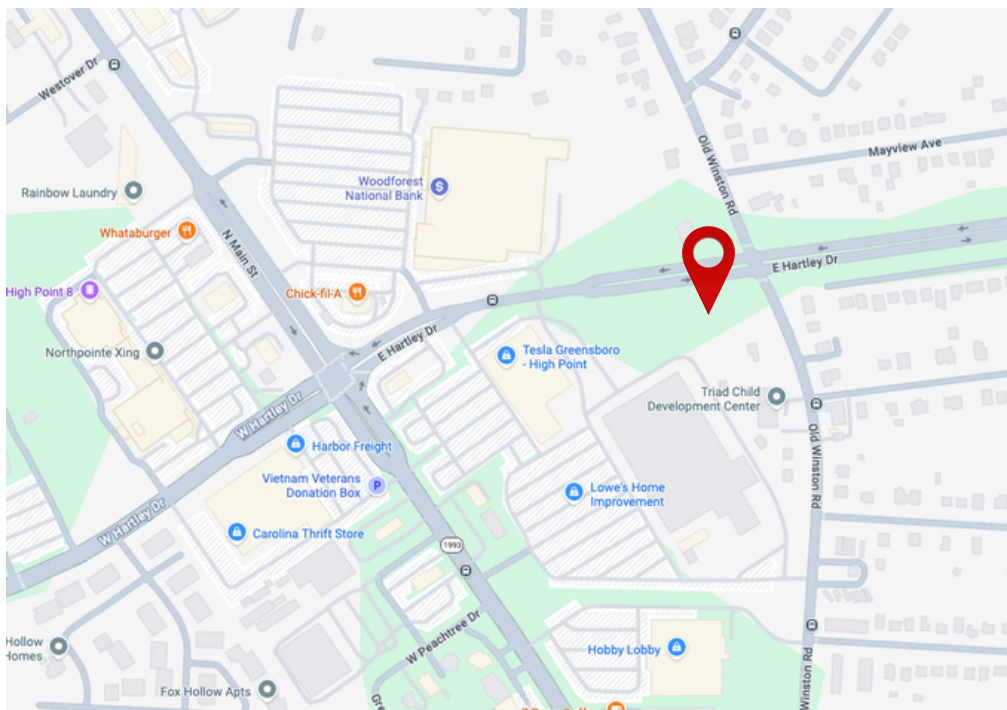 Westover Dr
Old Winston Rd
Mayview Ave
Woodforest
National Bank
Rainbow Laundry
Whataburger
N Main St
E Hartley Dr
High Point 8
Chick-fil-A
Northpointe Xing
E Hartley Dr
Tesla Greensboro
- High Point
Triad Child
Development Center
W Hartley Dr
Harbor Freight
Old Winston Rd
Vietnam Veterans
Donation Box
P
Lowe's Home
Improvement
W Hartley Dr
Carolina Thrift Store
1993
W Peachtree Dr
Hollow
Homes
Hobby Lobby
Winston Rd
Fox Hollow Apts